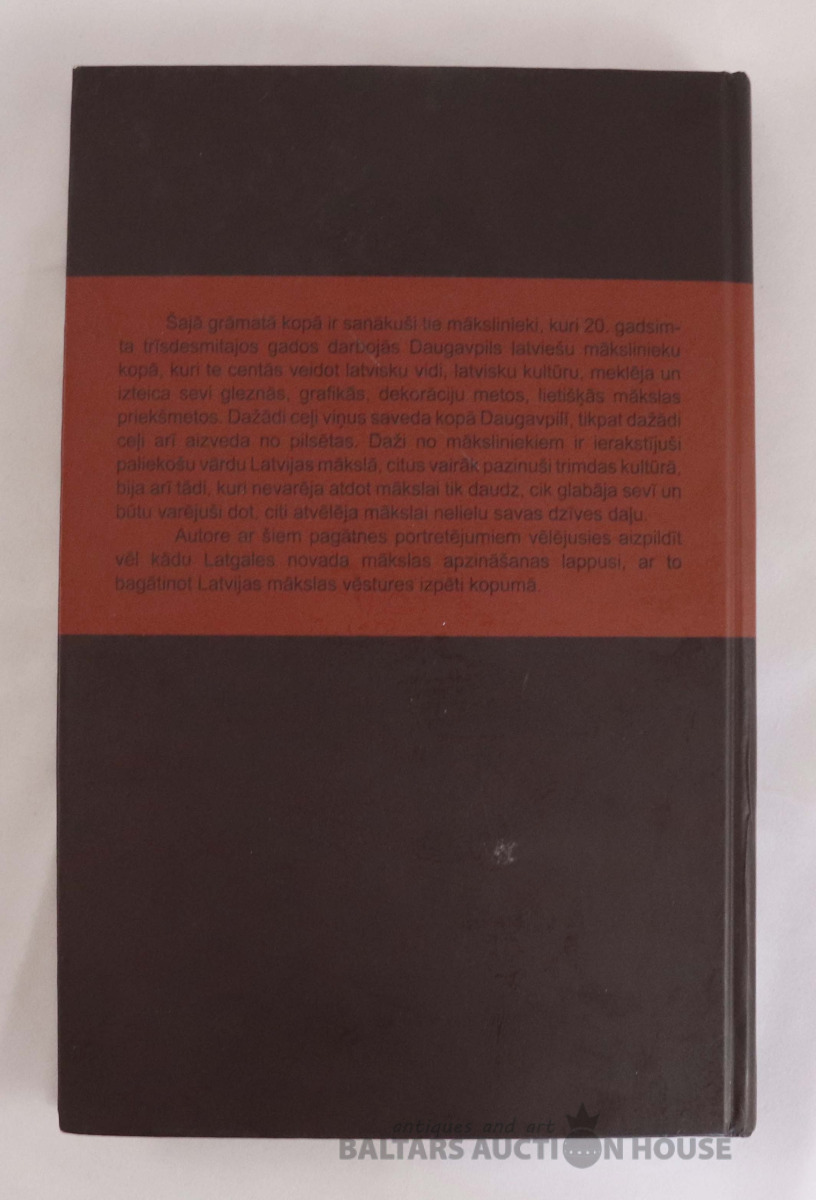 Šajā grāmatā kopā ir sanākuši tie mākslinieki, kuri 20. gadsim-
ta trīsdesmitajos gados darbojās Daugavpils latviešu mākslinieku
kopā, kuri te centās veidot latvisku vidi, latvisku kultūru, meklēja un
izteica sevi gleznās, grafikās, dekorāciju metos, lietišķās mākslas
priekšmetos. Dažādi ceļi viņus saveda kopā Daugavpilī, tikpat dažādi
ceļi arī aizveda no pilsētas. Daži no māksliniekiem ir ierakstījuši
paliekošu vārdu Latvijas mākslā, citus vairāk pazinuši trimdas kultūrā,
bija arī tādi, kuri nevarēja atdot mākslai tik daudz, cik glabāja sevī un
būtu varējuši dot, citi atvēlēja mākslai nelielu savas dzīves daļu.
Autore ar šiem pagātnes portretējumiem vēlējusies aizpildīt
vēl kādu Latgales novada mākslas apzināšanas lappusi, ar to
bagātinot Latvijas mākslas vēstures izpēti kopumā.
antiques and art
BALTARS AUCTION HOUSE